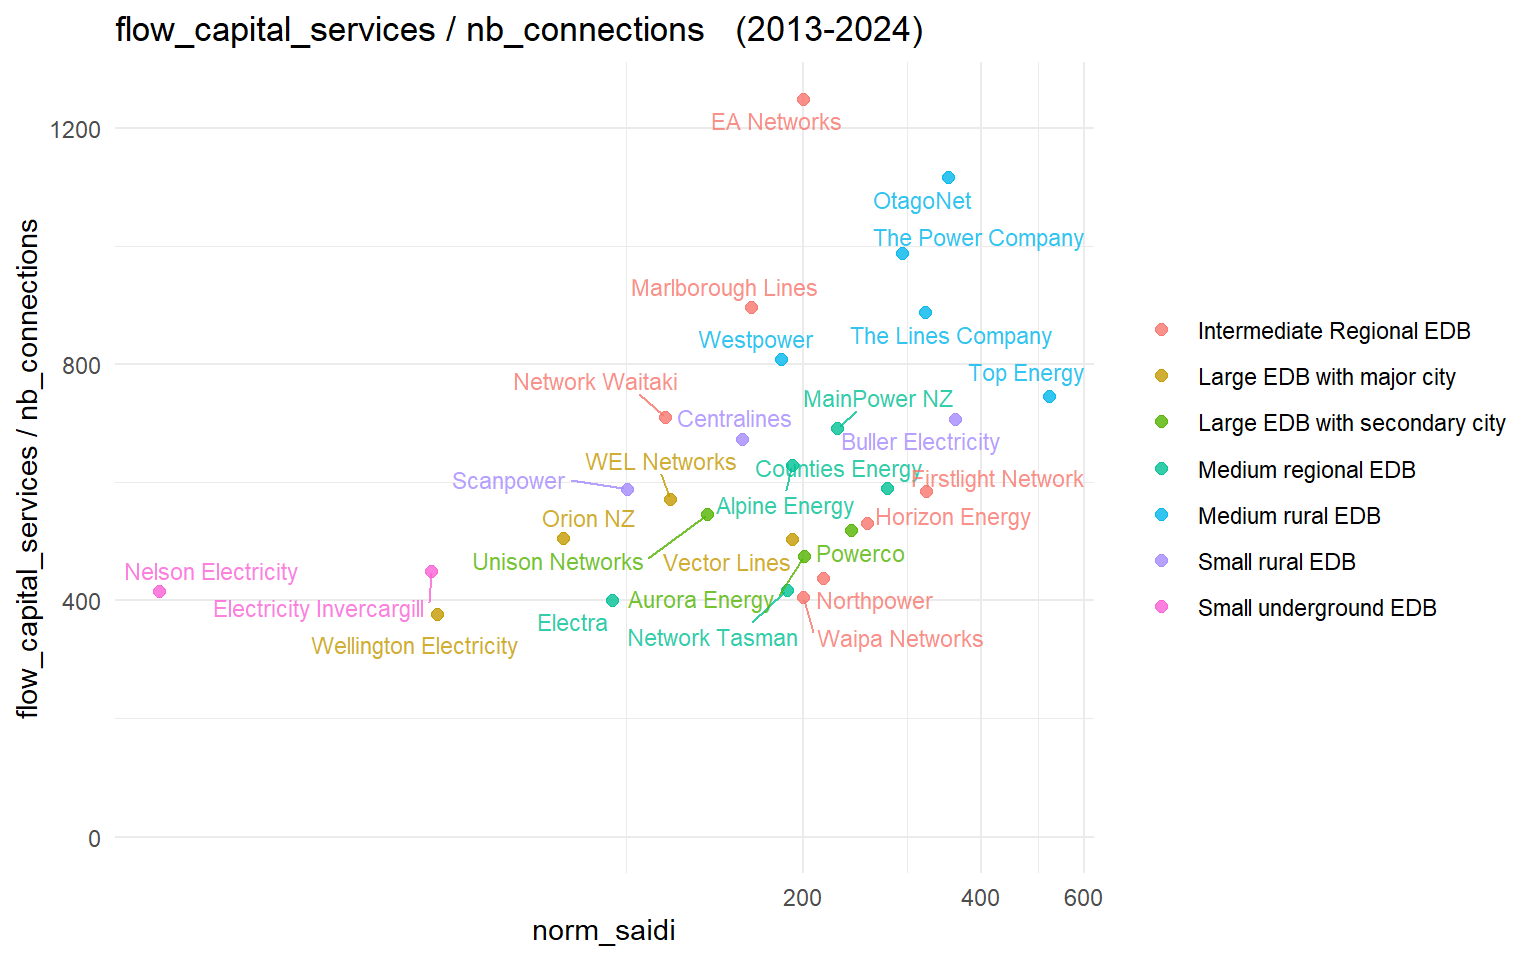 flow_capital_services / nb_connections (2013-2024)
flow_capital_services / nb_connections
1200
800
400
0
EA Networks
OtagoNet
The Power Company
Marlborough Lines
Westpower
The Lines Company
Top Energy
Network Waitaki
MainPower NZ
Centralines
Buller Electricity
WEL Networks
Counties Energy
Scanpower
Firstlight Network
Alpine Energy
Orion NZ
Horizon Energy
Unison Networks
Vector Lines
Powerco
Nelson Electricity
Electricity Invercargill
Aurora Energy
Northpower
Electra
Network Tasman
Waipa Networks
Wellington Electricity
200
400
600
norm_saidi
Intermediate Regional EDB
Large EDB with major city
Large EDB with secondary city
Medium regional EDB
Medium rural EDB
Small rural EDB
Small underground EDB